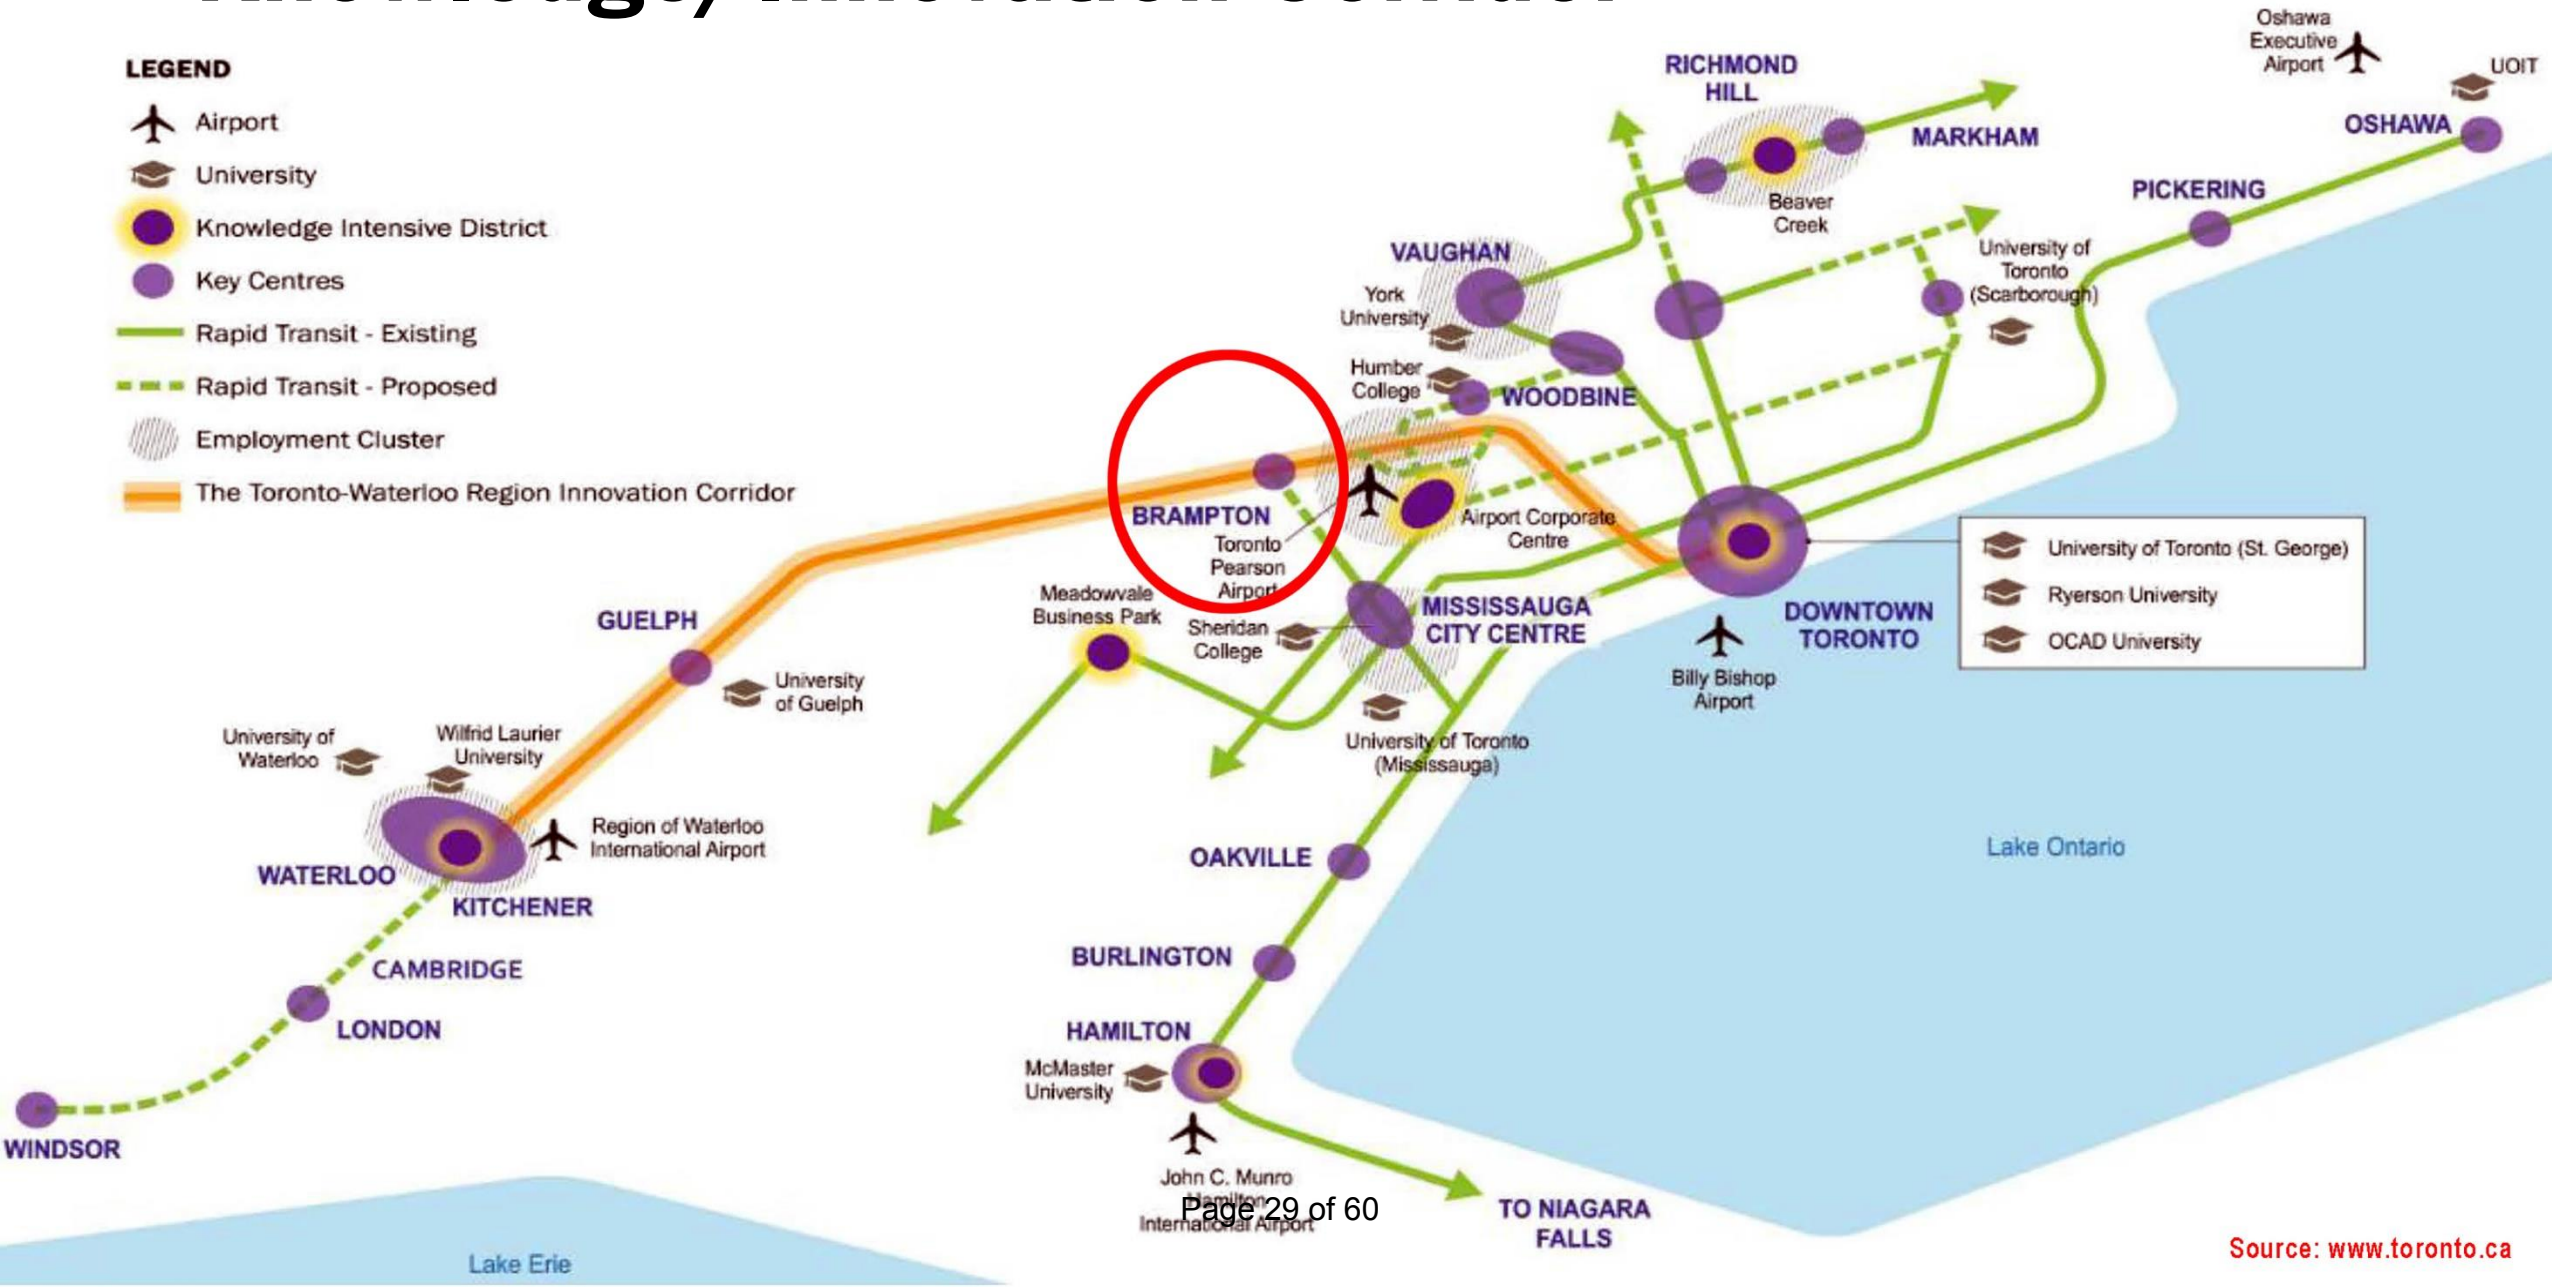 Knowledge/Innovation Corridor
LEGEND
Airport
University
Knowledge Intensive District
Key Centres
Rapid Transit - Existing
Rapid Transit - Proposed
Employment Cluster
The Toronto-Waterloo Region Innovation Corridor
Oshawa
Executive
Airport
UOIT
OSHAWA
RICHMOND
HILL
MARKHAM
Beaver
Creek
PICKERING
VAUGHAN
University of
Toronto
(Scarborough)
York
University
Humber
College
WOODBINE
BRAMPTON
Toronto
Pearson
Airport
Airport Corporate
Centre
University of Toronto (St. George)
Ryerson University
OCAD University
Meadowvale
Business Park
Sheridan
College
MISSISSAUGA
CITY CENTRE
DOWNTOWN
TORONTO
Billy Bishop
Airport
GUELPH
University
of Guelph
University of
Waterloo
Wilfrid Laurier
University
University of Toronto
(Mississauga)
Region of Waterloo
International Airport
WATERLOO
KITCHENER
OAKVILLE
Lake Ontario
CAMBRIDGE
BURLINGTON
LONDON
HAMILTON
McMaster
University
WINDSOR
John C. Munro
Hamilton
International Airport
Page 29 of 60
TO NIAGARA
FALLS
Lake Erie
Source: www.toronto.ca